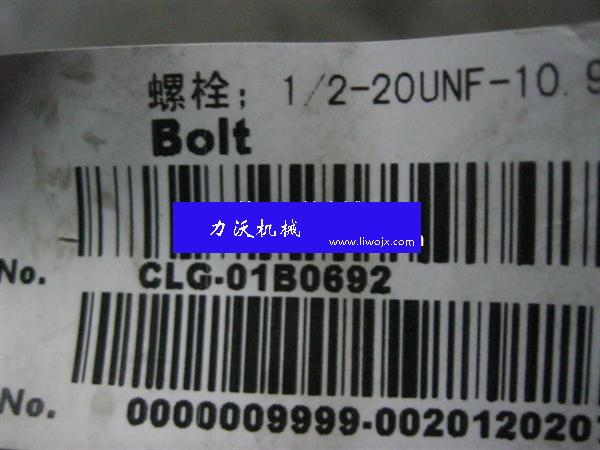 螺栓; 1/2-20UNF-10.9
Bolt
力沃机械
www.liwojx.com
No. CLG-01B0692
No. 0000009999-0020120207